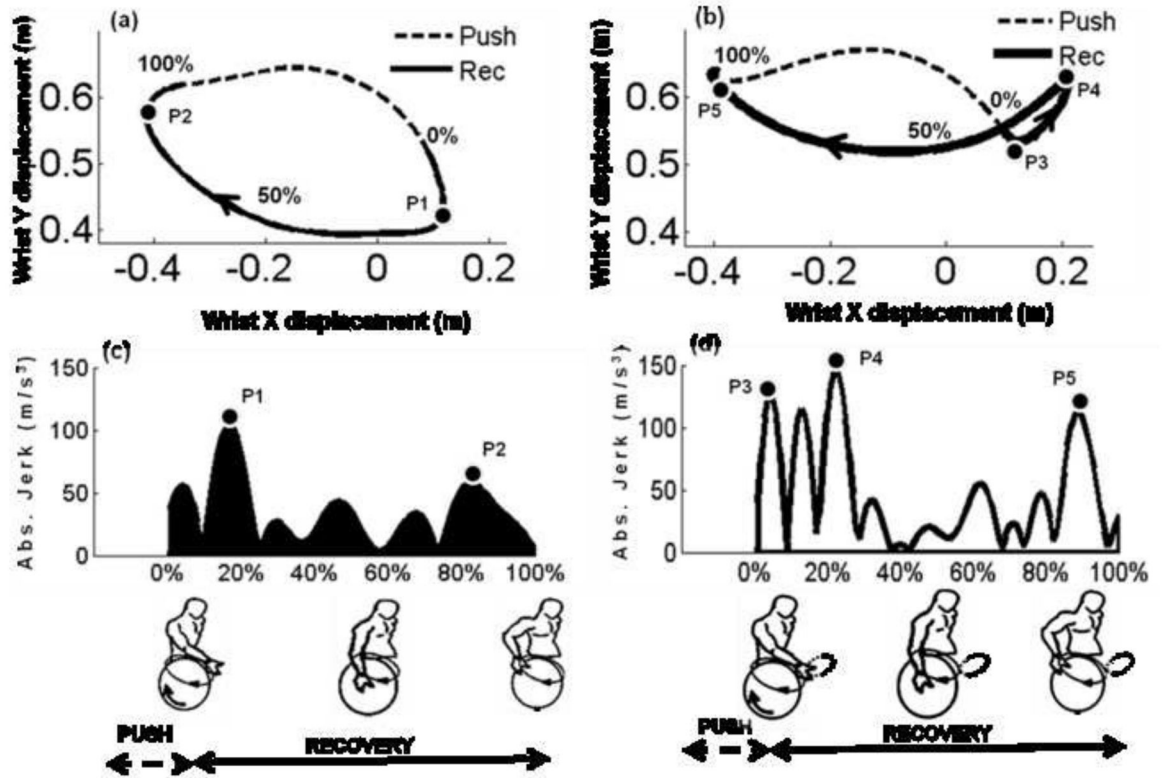 (a)
Push
Rec
100%
P2
0%
50%
P1
0.6
0.5
0.4
-0.4 -0.2 0 0.2
Wrist Y displacement (m)
Wrist X displacement (m)
(b)
Push
Rec
100%
P5
0%
P4
50%
P3
0.6
0.5
0.4
-0.4 -0.2 0 0.2
Wrist Y displacement (m)
Wrist X displacement (m)
(c)
150
100
50
0
P1
P2
Abs. Jerk (m/s³)
0% 20% 40% 60% 80% 100%
PUSH
RECOVERY
(d)
150
100
50
0
P3
P4
P5
Abs. Jerk (m/s³)
0% 20% 40% 60% 80% 100%
PUSH
RECOVERY